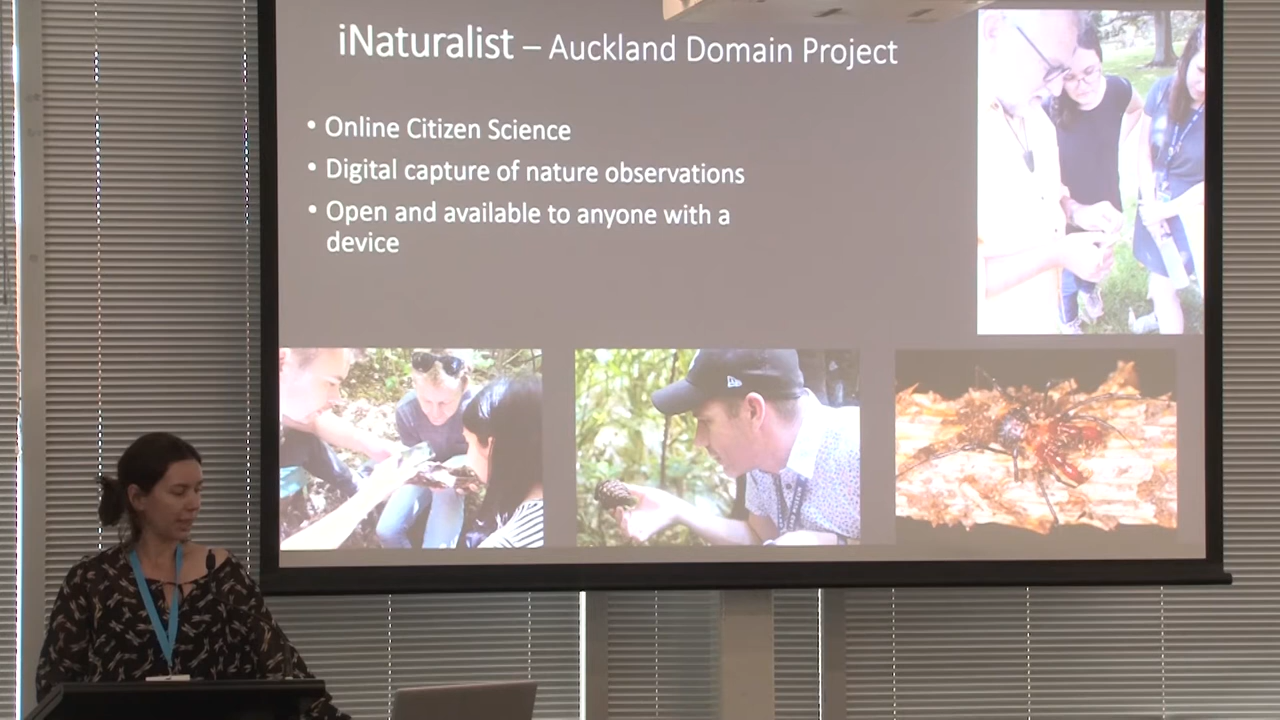 iNaturalist – Auckland Domain Project
• Online Citizen Science
• Digital capture of nature observations
• Open and available to anyone with a
device